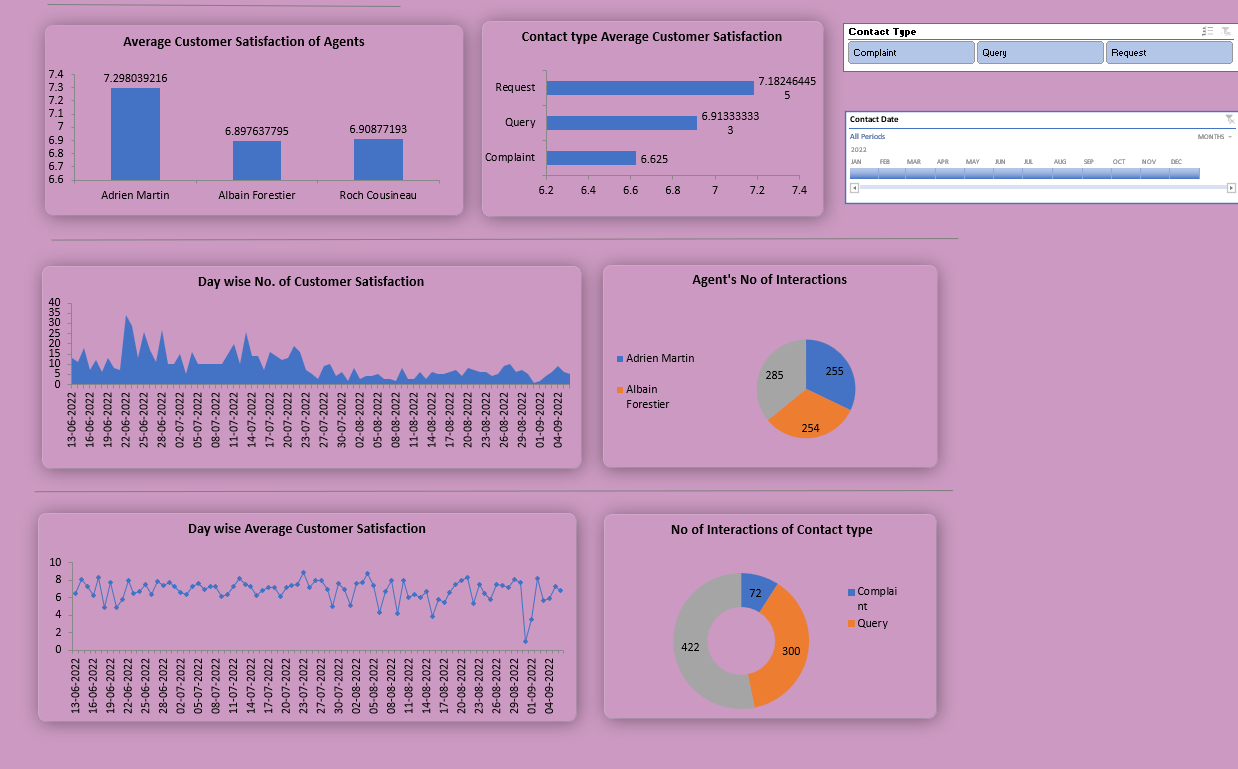 Average Customer Satisfaction of Agents
7.4
7.3
7.2
7.1
7
6.9
6.8
6.7
6.6
7.298039216
6.897637795
6.90877193
Adrien Martin
Albain Forestier
Roch Cousineau
Contact type Average Customer Satisfaction
Request
Query
Complaint
7.18246445
5
6.91333333
3
6.625
6.2
6.4
6.6
6.8
7
7.2
7.4
Contact Type
Complaint
Query
Request
Contact Date
All Periods
MONTHS
2022
JAN
FEB
MAR
APR
MAY
JUN
JUL
AUG
SEP
OCT
NOV
DEC
Day wise No. of Customer Satisfaction
40
35
30
25
20
15
10
5
0
13-06-2022
16-06-2022
19-06-2022
22-06-2022
25-06-2022
28-06-2022
02-07-2022
05-07-2022
08-07-2022
11-07-2022
14-07-2022
17-07-2022
20-07-2022
23-07-2022
27-07-2022
30-07-2022
02-08-2022
05-08-2022
08-08-2022
11-08-2022
14-08-2022
17-08-2022
20-08-2022
23-08-2022
26-08-2022
29-08-2022
01-09-2022
04-09-2022
Agent's No of Interactions
Adrien Martin
Albain
Forestier
285
255
254
Day wise Average Customer Satisfaction
10
8
6
4
2
0
13-06-2022
16-06-2022
19-06-2022
22-06-2022
25-06-2022
28-06-2022
02-07-2022
05-07-2022
08-07-2022
11-07-2022
14-07-2022
17-07-2022
20-07-2022
23-07-2022
27-07-2022
30-07-2022
02-08-2022
05-08-2022
08-08-2022
11-08-2022
14-08-2022
17-08-2022
20-08-2022
23-08-2022
26-08-2022
29-08-2022
01-09-2022
04-09-2022
No of Interactions of Contact type
72
300
422
Complai
nt
Query